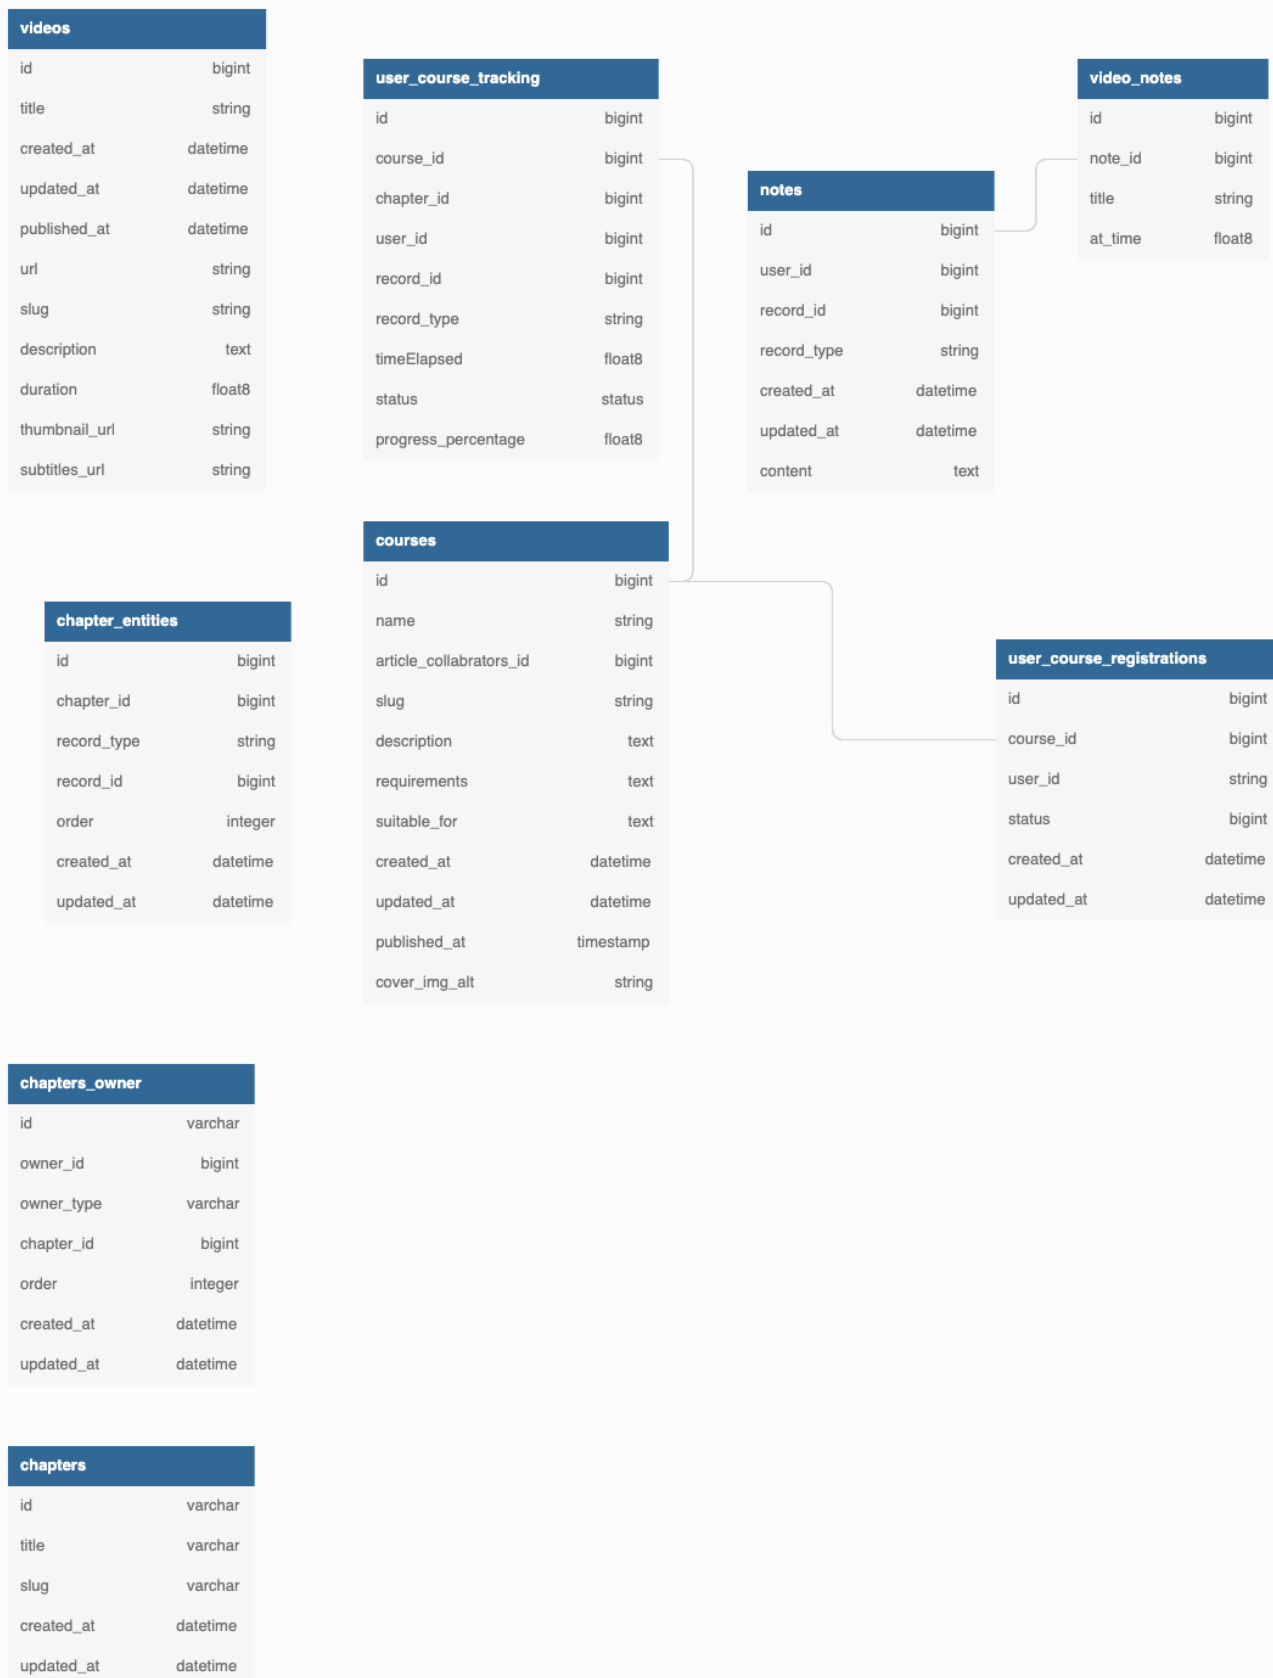 videos
id bigint
title string
created_at datetime
updated_at datetime
published_at datetime
url string
slug string
description text
duration float8
thumbnail_url string
subtitles_url string
user_course_tracking
id bigint
course_id bigint
chapter_id bigint
user_id bigint
record_id bigint
record_type string
timeElapsed float8
status status
progress_percentage float8
notes
id bigint
user_id bigint
record_id bigint
record_type string
created_at datetime
updated_at datetime
content text
video_notes
id bigint
note_id bigint
title string
at_time float8
chapter_entities
id bigint
chapter_id bigint
record_type string
record_id bigint
order integer
created_at datetime
updated_at datetime
courses
id bigint
name string
article_collabrators_id bigint
slug string
description text
requirements text
suitable_for text
created_at datetime
updated_at datetime
published_at timestamp
cover_img_alt string
user_course_registrations
id bigint
course_id bigint
user_id string
status bigint
created_at datetime
updated_at datetime
chapters_owner
id varchar
owner_id bigint
owner_type varchar
chapter_id bigint
order integer
created_at datetime
updated_at datetime
chapters
id varchar
title varchar
slug varchar
created_at datetime
updated_at datetime